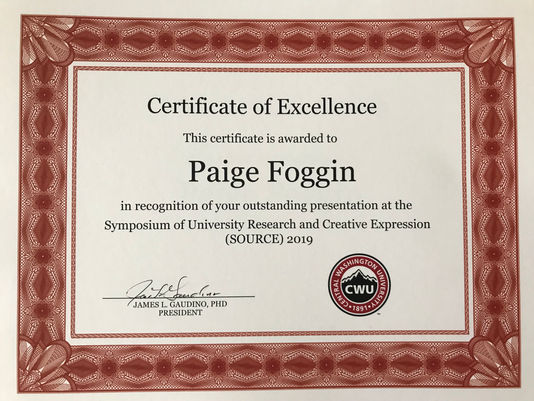 Certificate of Excellence
This certificate is awarded to
Paige Foggin
in recognition of your outstanding presentation at the
Symposium of University Research and Creative Expression
(SOURCE) 2019
JAMES L. GAUDINO, PHD
PRESIDENT
CENTRAL WASHINGTON UNIVERSITY
CWU
•1891•